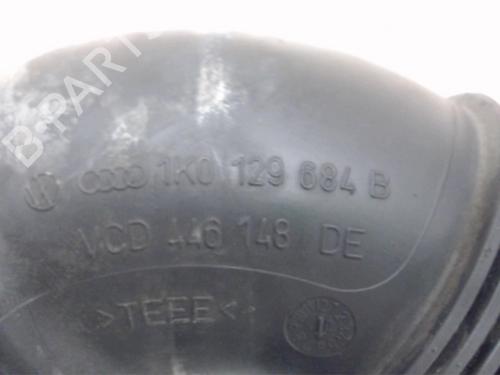 B-PARTS
1K0 129 684 B
VCD 446 148 DE
>TEEE<